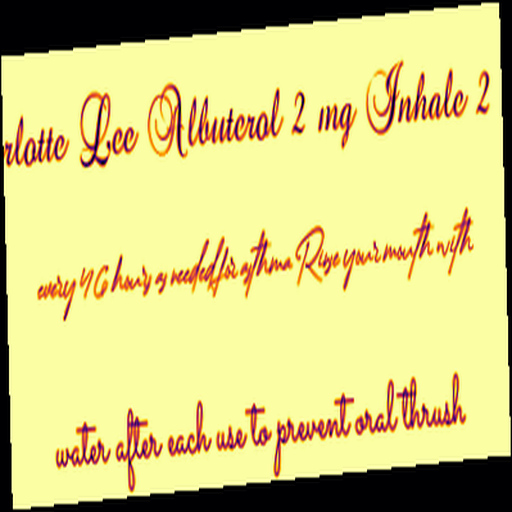 rlotte Lee Albuterol 2 mg Inhale 2
every 4 6 hours as needed for asthma Rinse your mouth with
water after each use to prevent oral thrush